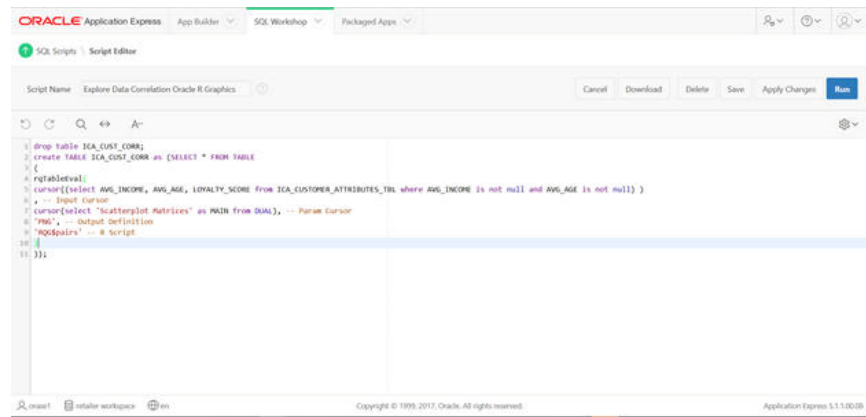 ORACLE Application Express App Builder SQL Workshop Packaged Apps
SQL Scripts \ Script Editor
Script Name Explore Data Correlation Oracle R Graphics Cancel Download Delete Save Apply Changes Run
1 drop table ICA_CUST_CORR;
2 create TABLE ICA_CUST_CORR as (SELECT * FROM TABLE
3 (
4 rqTableEval(
5 cursor((select AVG_INCOME, AVG_AGE, LOYALTY_SCORE from ICA_CUSTOMER_ATTRIBUTES_TBL where AVG_INCOME is not null and AVG_AGE is not null) )
6 , -- Input Cursor
7 cursor(select 'Scatterplot Matrices' as MAIN from DUAL), -- Param Cursor
8 'PNG', -- Output Definition
9 'RQG$pairs' -- R Script
10 )
11 ));
onase1 retailer workspace en Copyright © 1999, 2017, Oracle. All rights reserved. Application Express 5.1.1.00.08